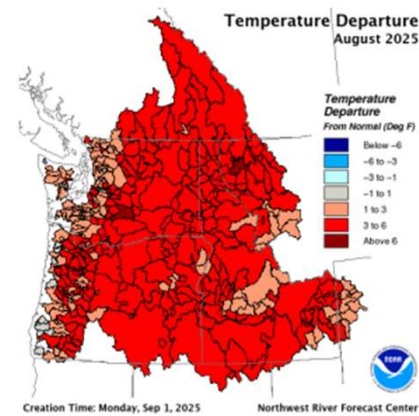 Temperature Departure
August 2025
Temperature
Departure
From Normal (Deg F)
Below -6
-6 to -3
-3 to -1
-1 to 1
1 to 3
3 to 6
Above 6
Creation Time: Monday, Sep 1, 2025
Northwest River Forecast Center